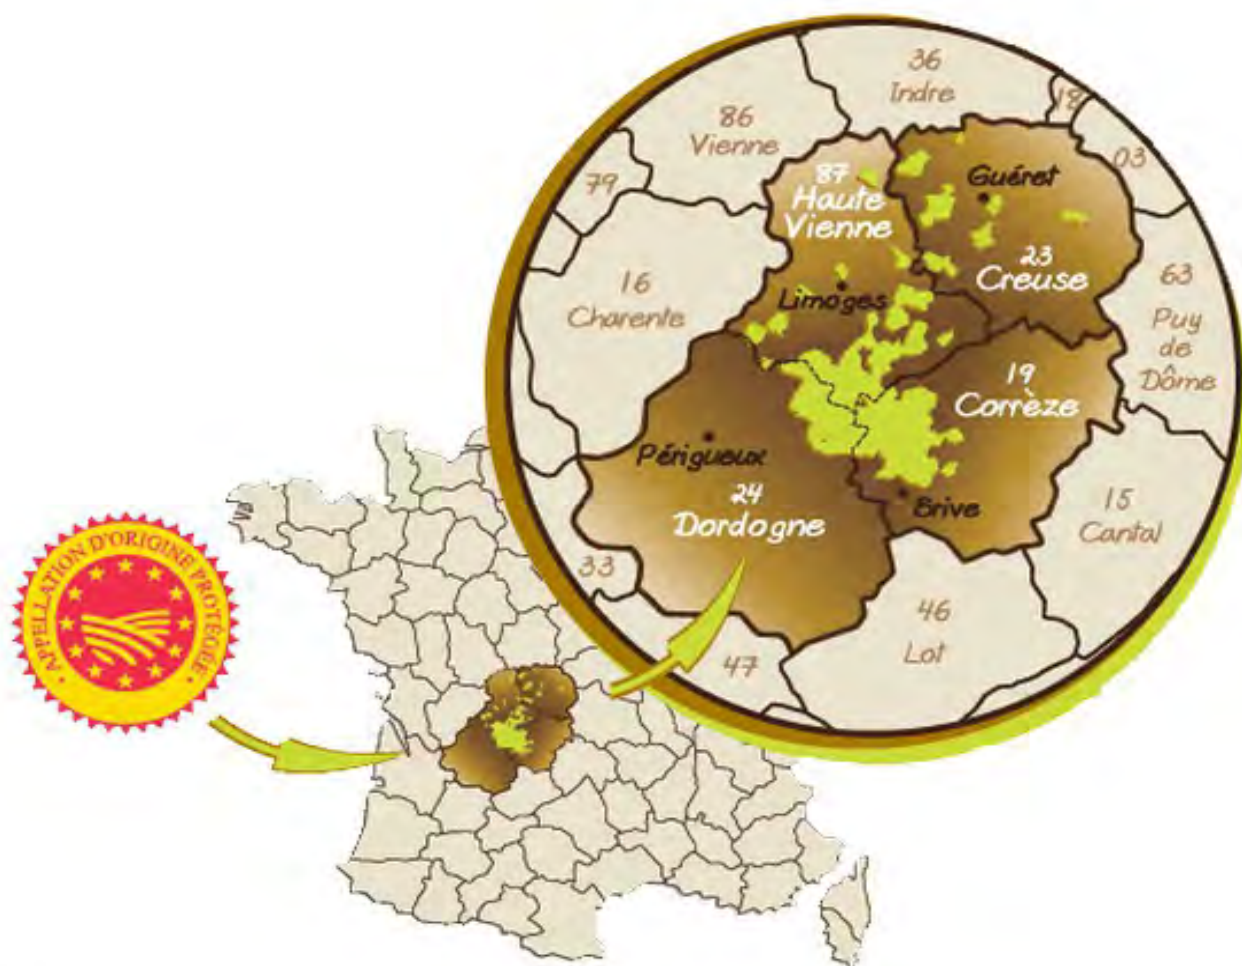 36
Indre
18
86
Vienne
03
79
87
Haute
Vienne
Guéret
23
Creuse
16
Charente
63
Puy
de
Dôme
Limoges
19
Corrèze
Périgueux
24
Dordogne
Brive
15
Cantal
33
46
Lot
47
APPELLATION D'ORIGINE PROTÉGÉE